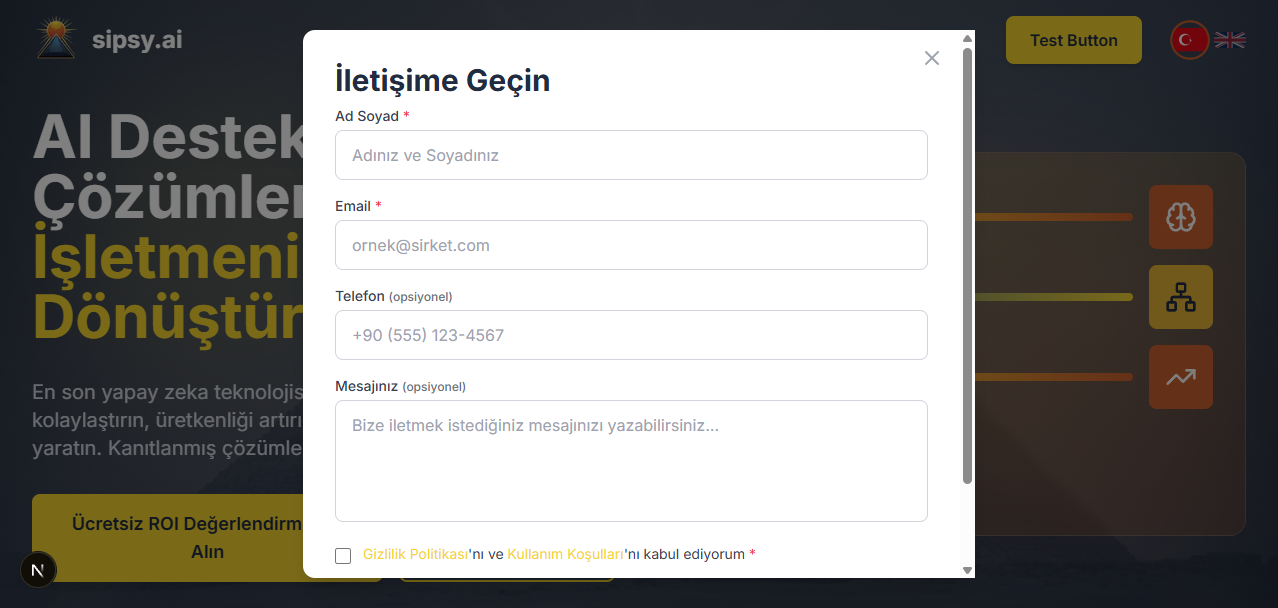 sipsy.ai
Test Button
AI Destek
Çözümler
İşletmeni
Dönüştür
En son yapay zeka teknolojis
kolaylaştırın, üretkenliği artırı
yaratın. Kanıtlanmış çözümle
Ücretsiz ROI Değerlendirm
Alın
N
İletişime Geçin
Ad Soyad *
Adınız ve Soyadınız
Email *
ornek@sirket.com
Telefon (opsiyonel)
+90 (555) 123-4567
Mesajınız (opsiyonel)
Bize iletmek istediğiniz mesajınızı yazabilirsiniz...
Gizlilik Politikası'nı ve Kullanım Koşulları'nı kabul ediyorum *